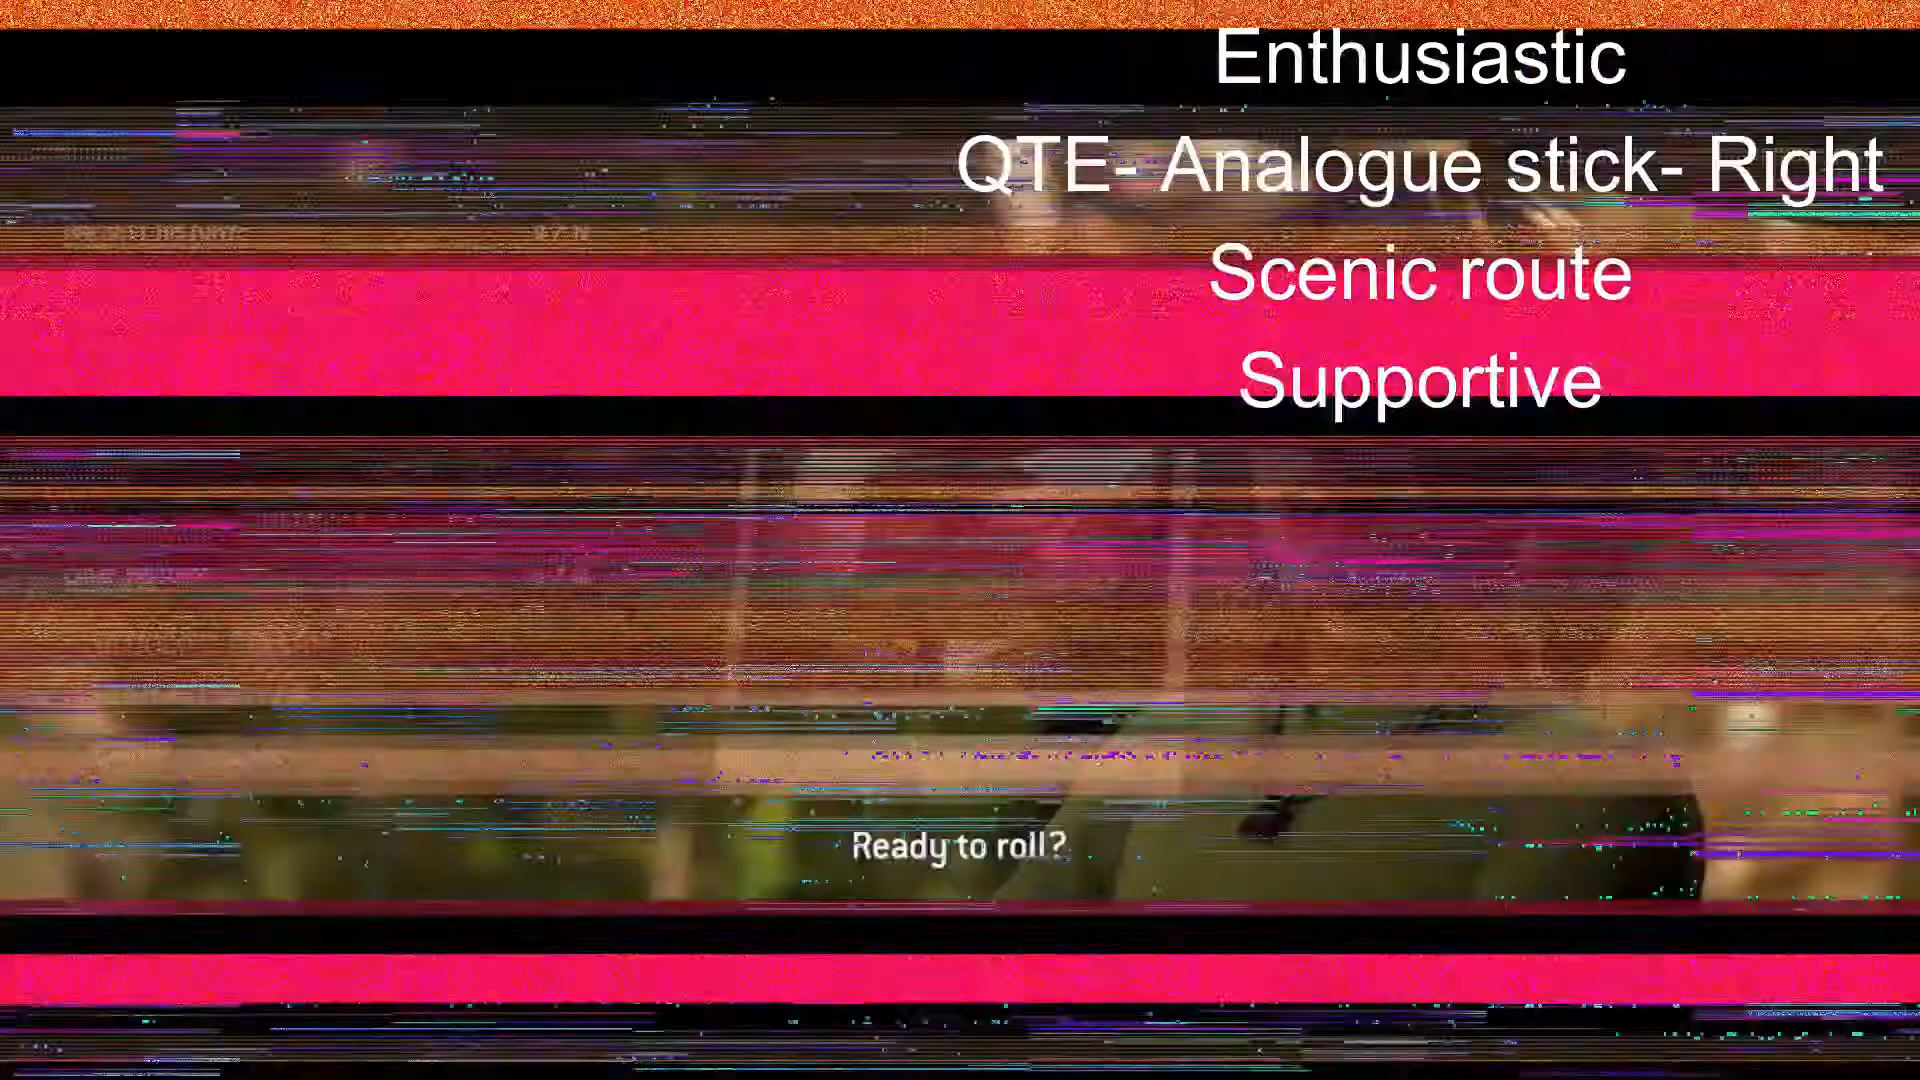 Enthusiastic
QTE- Analogue stick- Right
Scenic route
Supportive
Ready to roll?